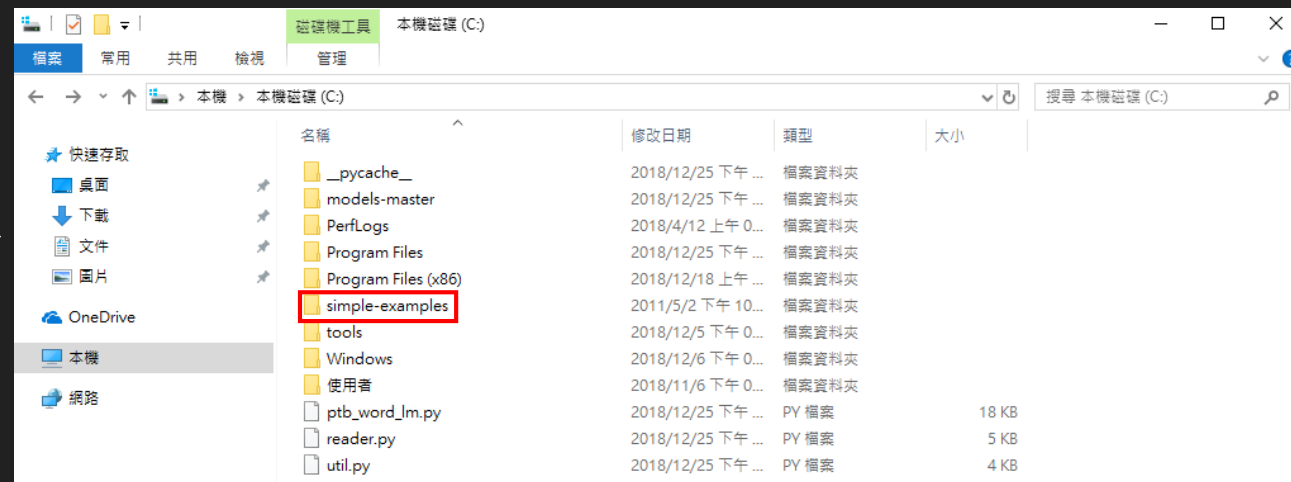 磁碟機工具 本機磁碟 (C:)
檔案 常用 共用 檢視 管理
本機 本機磁碟 (C:) 搜尋 本機磁碟 (C:)
名稱 修改日期 類型 大小
快速存取
桌面
下載
文件
圖片
OneDrive
本機
網路
__pycache__ 2018/12/25 下午 ... 檔案資料夾
models-master 2018/12/25 下午 ... 檔案資料夾
PerfLogs 2018/4/12 上午 0... 檔案資料夾
Program Files 2018/12/25 下午 ... 檔案資料夾
Program Files (x86) 2018/12/18 上午 ... 檔案資料夾
simple-examples 2011/5/2 下午 10... 檔案資料夾
tools 2018/12/5 下午 0... 檔案資料夾
Windows 2018/12/6 下午 0... 檔案資料夾
使用者 2018/11/6 下午 0... 檔案資料夾
ptb_word_lm.py 2018/12/25 下午 ... PY 檔案 18 KB
reader.py 2018/12/25 下午 ... PY 檔案 5 KB
util.py 2018/12/25 下午 ... PY 檔案 4 KB